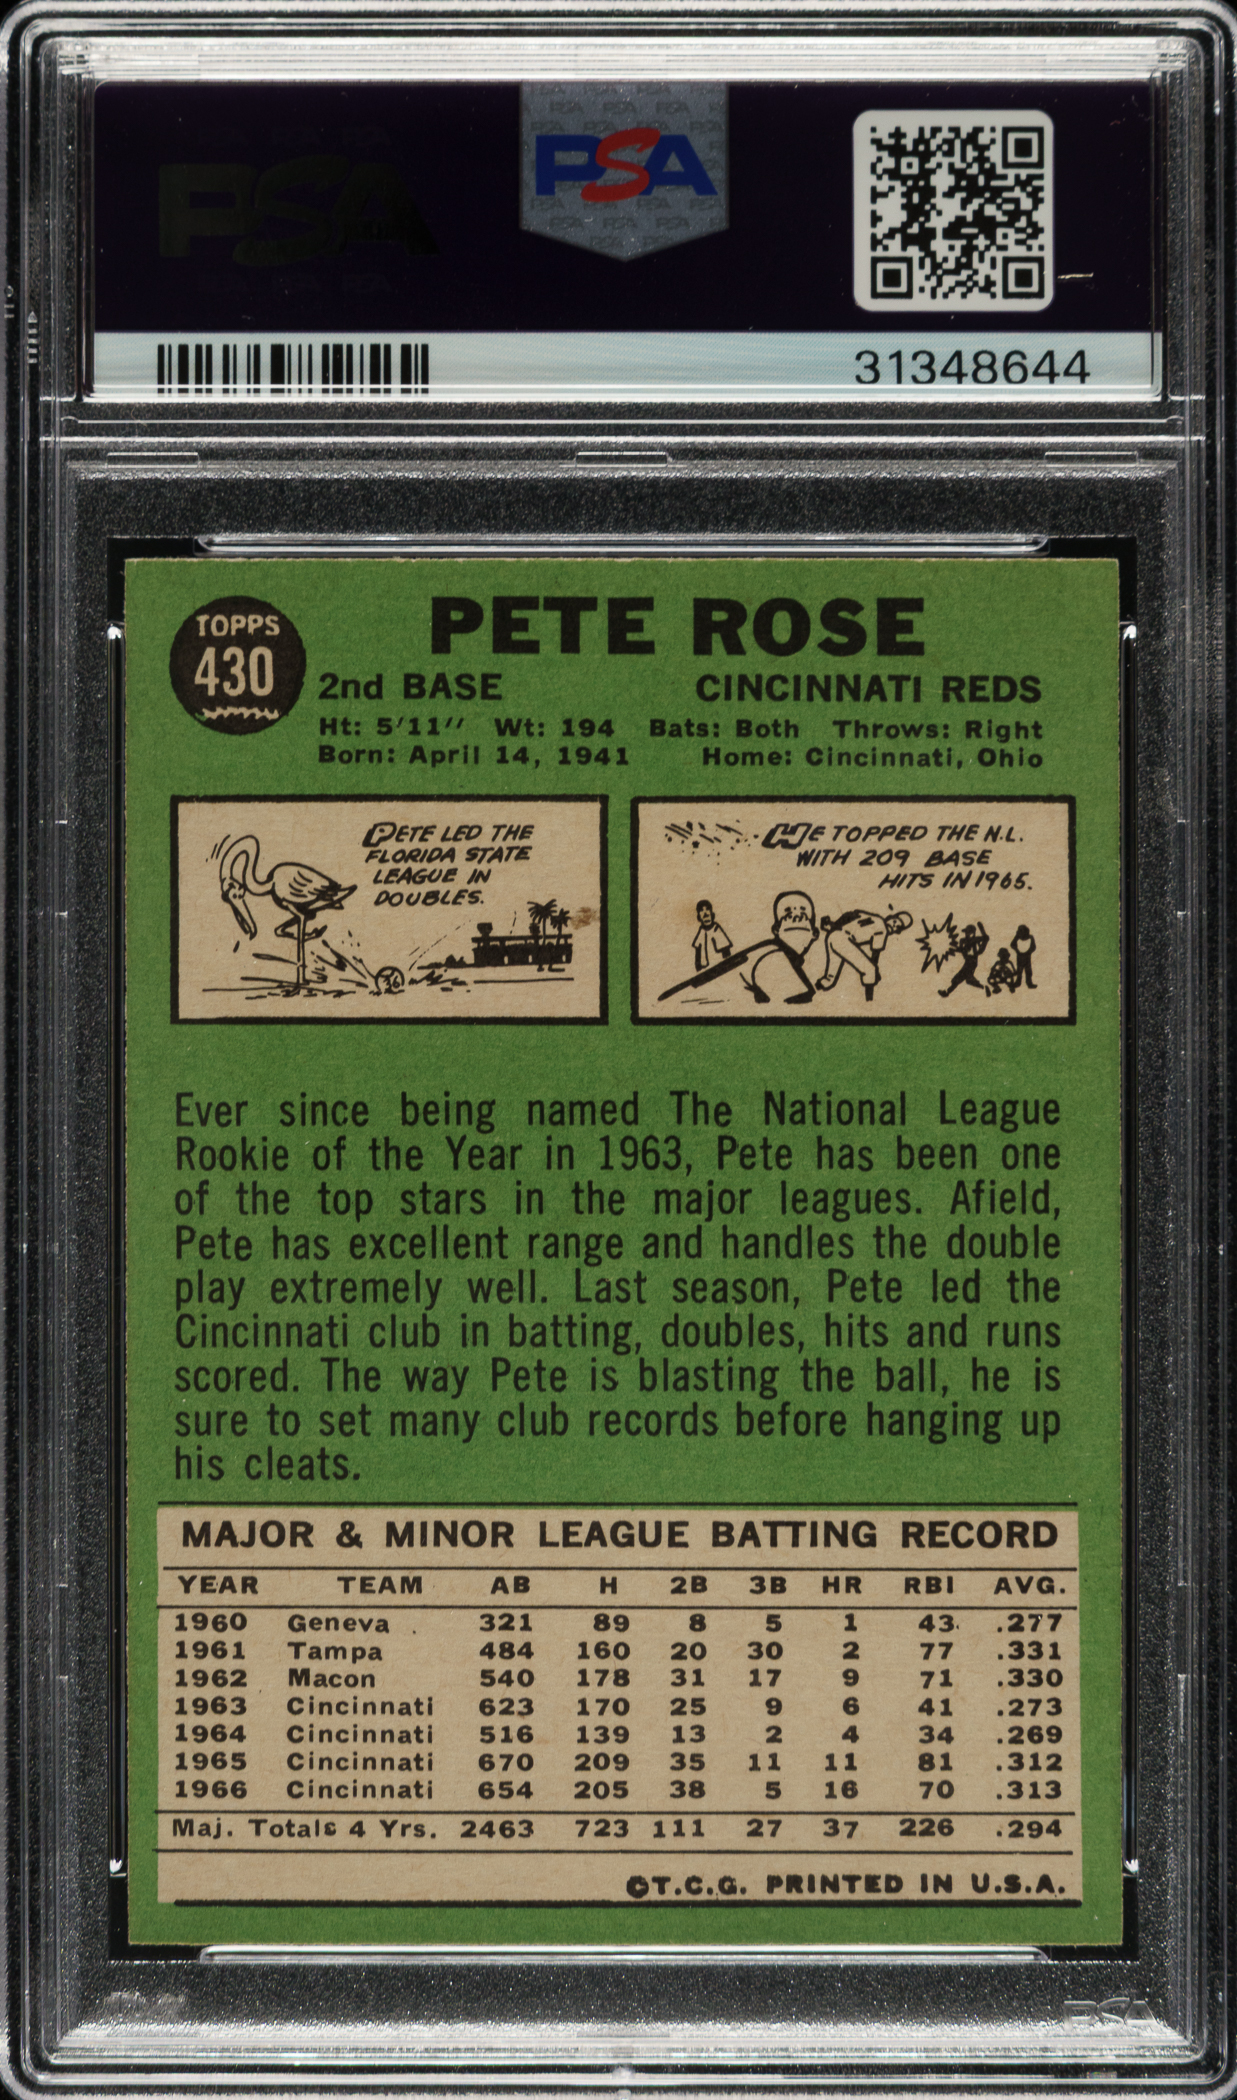 PSA
PSA
31348644
TOPPS
430
PETE ROSE
2nd BASE CINCINNATI REDS
Ht: 5'11'' Wt: 194 Bats: Both Throws: Right
Born: April 14, 1941 Home: Cincinnati, Ohio
PETE LED THE
FLORIDA STATE
LEAGUE IN
DOUBLES.
HE TOPPED THE N.L.
WITH 209 BASE
HITS IN 1965.
Ever since being named The National League
Rookie of the Year in 1963, Pete has been one
of the top stars in the major leagues. Afield,
Pete has excellent range and handles the double
play extremely well. Last season, Pete led the
Cincinnati club in batting, doubles, hits and runs
scored. The way Pete is blasting the ball, he is
sure to set many club records before hanging up
his cleats.
MAJOR & MINOR LEAGUE BATTING RECORD
YEAR TEAM AB H 2B 3B HR RBI AVG.
1960 Geneva 321 89 8 5 1 43 .277
1961 Tampa 484 160 20 30 2 77 .331
1962 Macon 540 178 31 17 9 71 .330
1963 Cincinnati 623 170 25 9 6 41 .273
1964 Cincinnati 516 139 13 2 4 34 .269
1965 Cincinnati 670 209 35 11 11 81 .312
1966 Cincinnati 654 205 38 5 16 70 .313
Maj. Totals 4 Yrs. 2463 723 111 27 37 226 .294
©T.C.G. PRINTED IN U.S.A.
PSA